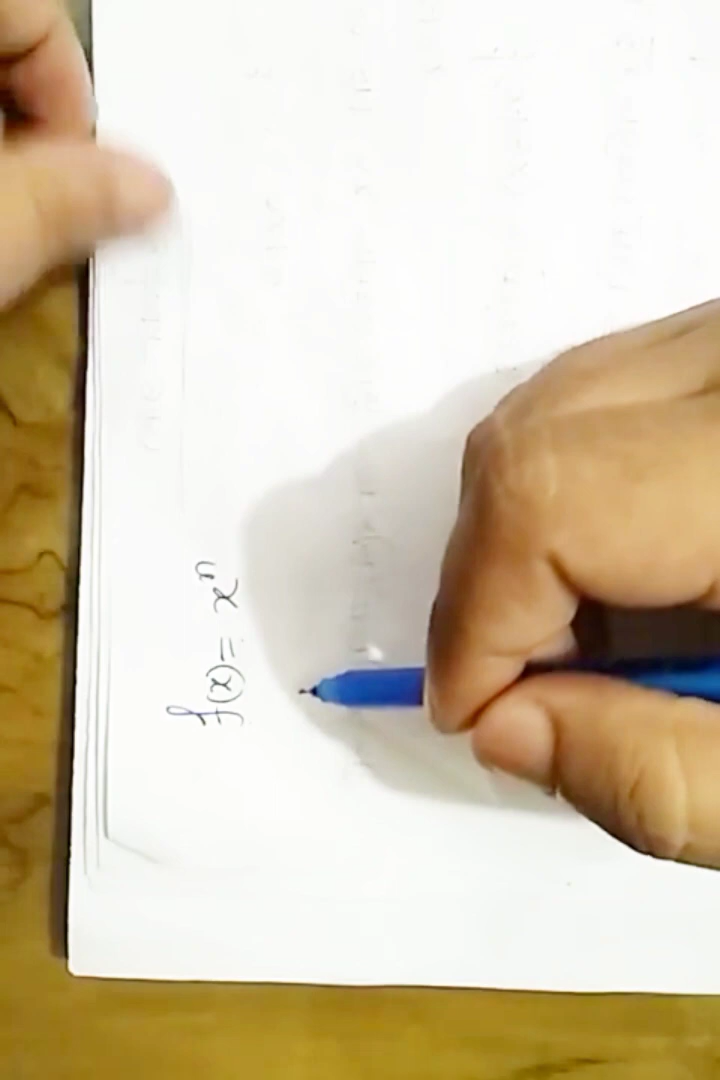 f(x) = xⁿ